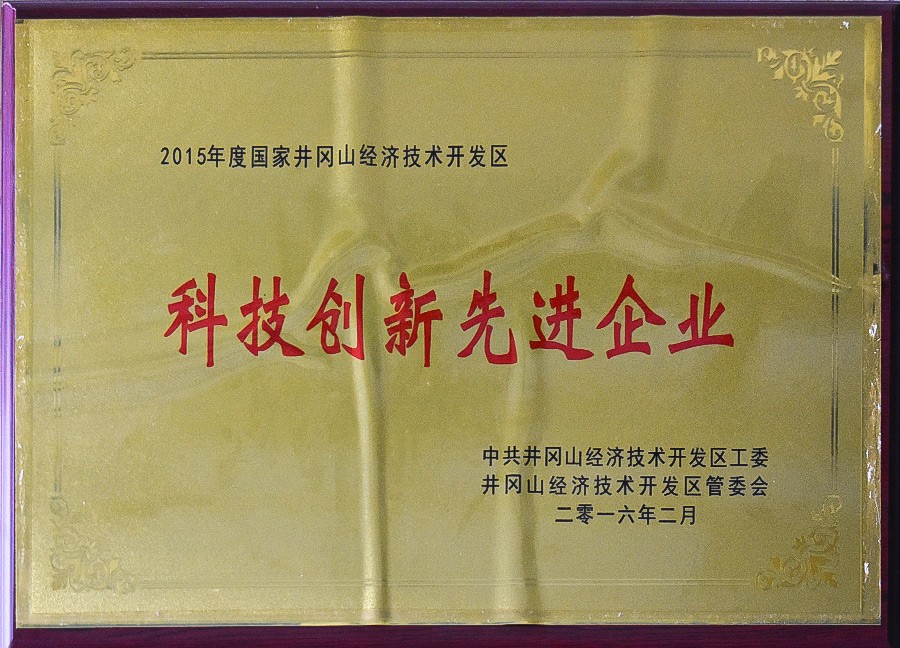 2015年度国家井冈山经济技术开发区
科技创新先进企业
中共井冈山经济技术开发区工委
井冈山经济技术开发区管委会
二零一六年二月